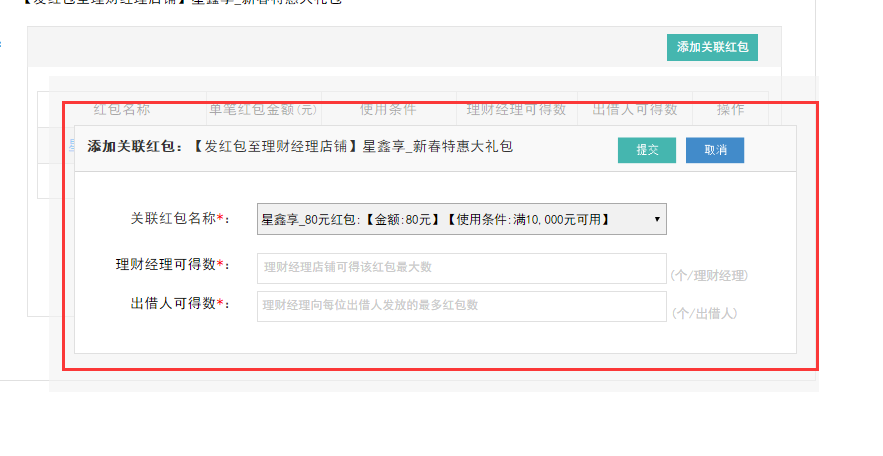 【发红包至理财经理店铺】星鑫享_新春特惠大礼包
添加关联红包
红包名称 单笔红包金额(元) 使用条件 理财经理可得数 出借人可得数 操作
添加关联红包：【发红包至理财经理店铺】星鑫享_新春特惠大礼包 提交 取消
关联红包名称*： 星鑫享_80元红包:【金额:80元】【使用条件:满10,000元可用】
理财经理可得数*： 理财经理店铺可得该红包最大数 (个/理财经理)
出借人可得数*： 理财经理向每位出借人发放的最多红包数 (个/出借人)